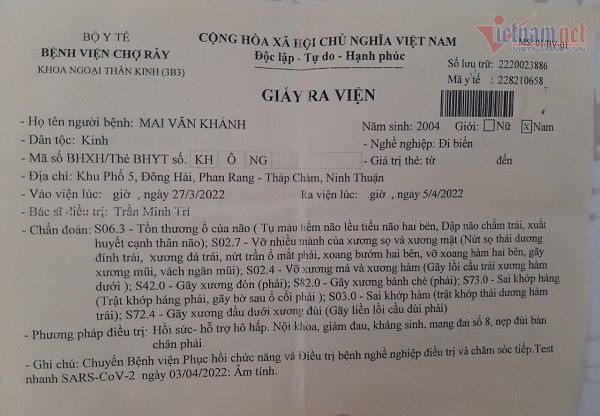 BỘ Y TẾ
BỆNH VIỆN CHỢ RẪY
KHOA NGOẠI THẦN KINH (3B3)
CỘNG HÒA XÃ HỘI CHỦ NGHĨA VIỆT NAM
Độc lập - Tự do - Hạnh phúc
Vietnamnet
VIETNAMNET.VN
MS: 01/BV-01
Số lưu trữ: 2220023886
Mã y tế : 228210658
GIẤY RA VIỆN
- Họ tên người bệnh: MAI VĂN KHÁNH Năm sinh: 2004 Giới: Nữ X Nam
- Dân tộc: Kinh - Nghề nghiệp: Đi biển
- Mã số BHXH/Thẻ BHYT số: KH Ô NG - Giá trị thẻ: từ đến
- Địa chỉ: Khu Phố 5, Đông Hải, Phan Rang - Tháp Chàm, Ninh Thuận
- Vào viện lúc: giờ , ngày 27/3/2022 Ra viện lúc: giờ , ngày 5/4/2022
- Bác sĩ điều trị: Trần Minh Trí
- Chẩn đoán: S06.3 - Tổn thương ổ của não ( Tụ máu hềm não lều tiểu não hai bên, Dập não chẩm trái, xuất
huyết cạnh thân não); S02.7 - Vỡ nhiều mảnh của xương sọ và xương mặt (Nứt sọ thái dương
đính trái, xương đá trái, nứt trần ổ mắt phải, xoang bướm hai bên, vỡ xoang hàm hai bên, gãy
xương mũi, vách ngăn mũi); S02.4 - Vỡ xương má và xương hàm (Gãy lồi cầu trái xương hàm
dưới ); S42.0 - Gãy xương đòn (phải); S82.0 - Gãy xương bánh chè (phải); S73.0 - Sai khớp háng
(Trật khớp háng phải, gãy bờ sau ổ cối phải ); S03.0 - Sai khớp hàm (trật khớp thái dương hàm
trái); S72.4 - Gãy xương đầu dưới xương đùi (Gãy liên lồi cầu đùi phải)
- Phương pháp điều trị: Hồi sức- hỗ trợ hô hấp. Nội khoa, giảm đau, kháng sinh, mang đai số 8, nẹp đùi bàn
chân phải.
- Ghi chú: Chuyển Bệnh viện Phục hồi chức năng và Điều trị bệnh nghề nghiệp điều trị và chăm sóc tiếp.Test
nhanh SARS-CoV-2 ngày 03/04/2022: Âm tính.